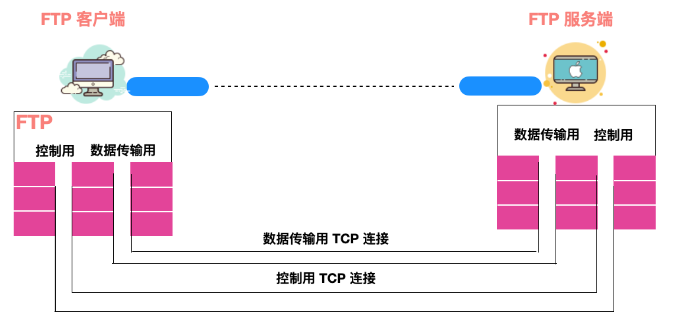 FTP 客户端
FTP 服务端
FTP
控制用
数据传输用
数据传输用
控制用
数据传输用 TCP 连接
控制用 TCP 连接